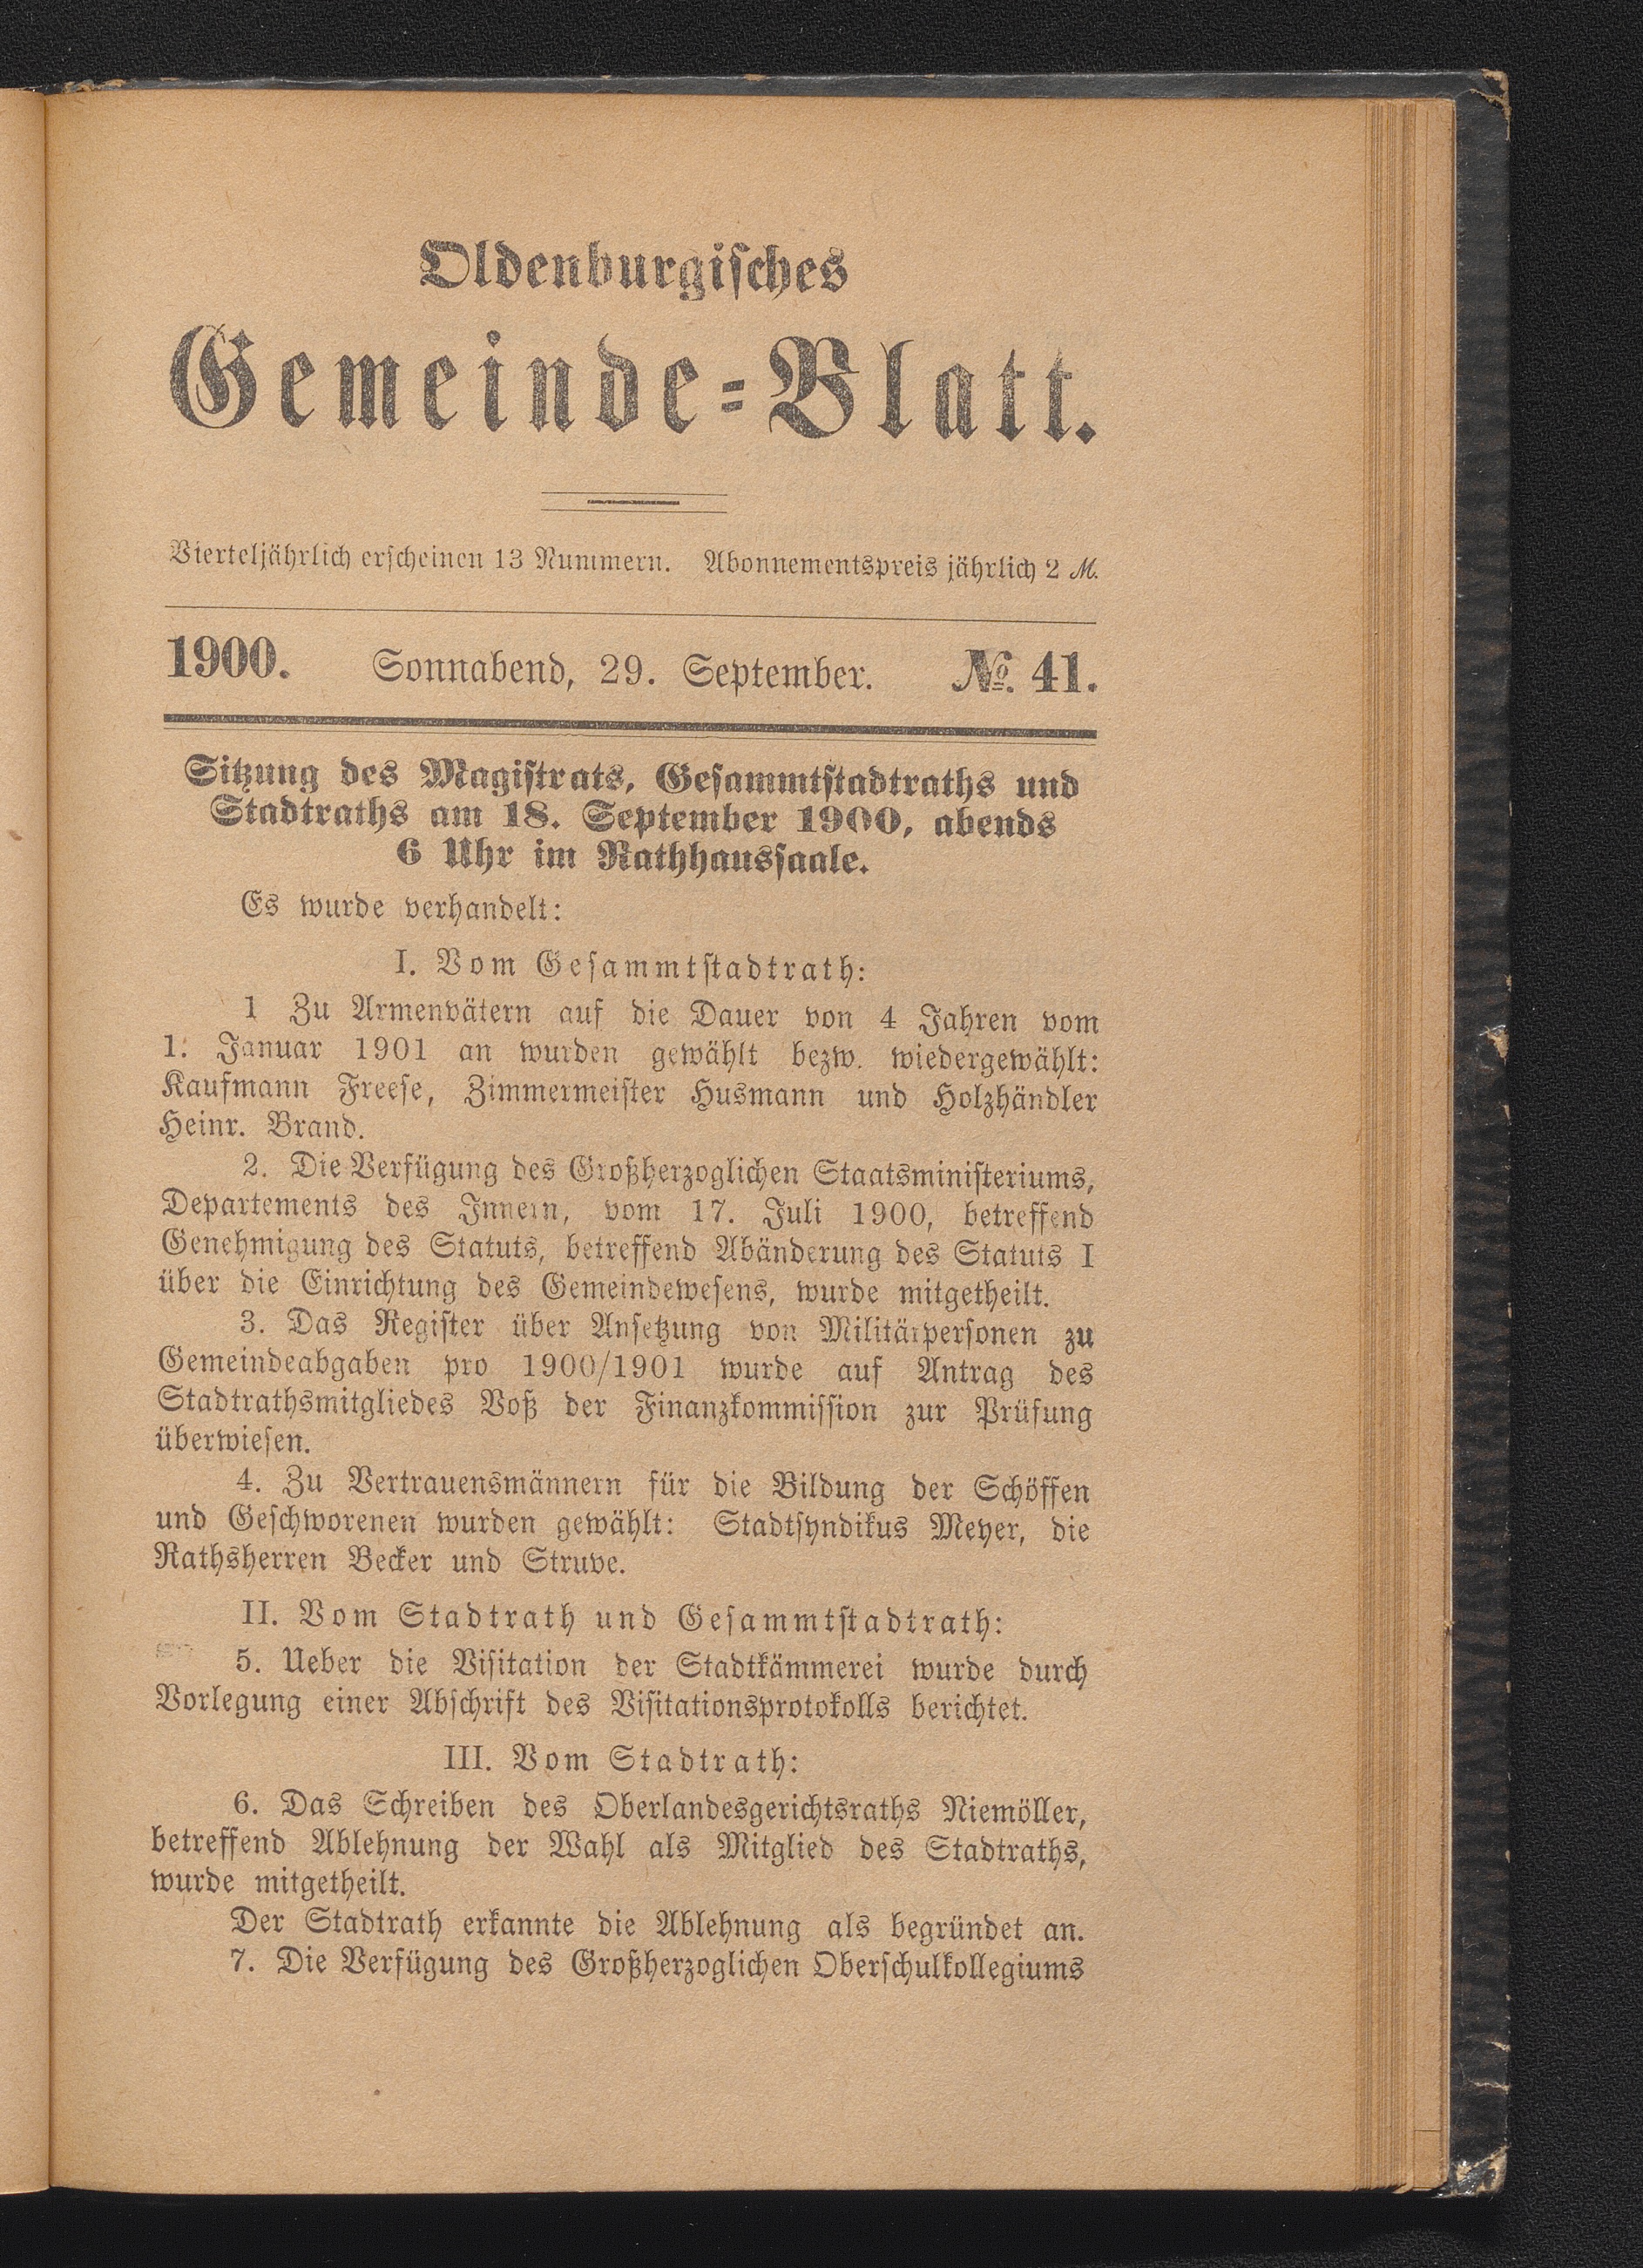 Oldenburgisches
Gemeinde-Blatt.
Vierteljährlich erscheinen 13 Nummern. Abonnementspreis jährlich 2 M.
1900. Sonnabend, 29. September. №. 41.
Sitzung des Magistrats, Gesammtstadtraths und
Stadtraths am 18. September 1900, abends
6 Uhr im Rathhaussaale.
Es wurde verhandelt:
I. Vom Gesammtstadtrath:
1 Zu Armenvätern auf die Dauer von 4 Jahren vom
1. Januar 1901 an wurden gewählt bezw. wiedergewählt:
Kaufmann Freese, Zimmermeister Husmann und Holzhändler
Heinr. Brand.
2. Die Verfügung des Großherzoglichen Staatsministeriums,
Departements des Innern, vom 17. Juli 1900, betreffend
Genehmigung des Statuts, betreffend Abänderung des Statuts I
über die Einrichtung des Gemeindewesens, wurde mitgetheilt.
3. Das Register über Ansetzung von Militärpersonen zu
Gemeindeabgaben pro 1900/1901 wurde auf Antrag des
Stadtrathsmitgliedes Voß der Finanzkommission zur Prüfung
überwiesen.
4. Zu Vertrauensmännern für die Bildung der Schöffen
und Geschworenen wurden gewählt: Stadtsyndikus Meyer, die
Rathsherren Becker und Struve.
II. Vom Stadtrath und Gesammtstadtrath:
5. Ueber die Visitation der Stadtkämmerei wurde durch
Vorlegung einer Abschrift des Visitationsprotokolls berichtet.
III. Vom Stadtrath:
6. Das Schreiben des Oberlandesgerichtsraths Niemöller,
betreffend Ablehnung der Wahl als Mitglied des Stadtraths,
wurde mitgetheilt.
Der Stadtrath erkannte die Ablehnung als begründet an.
7. Die Verfügung des Großherzoglichen Oberschulkollegiums